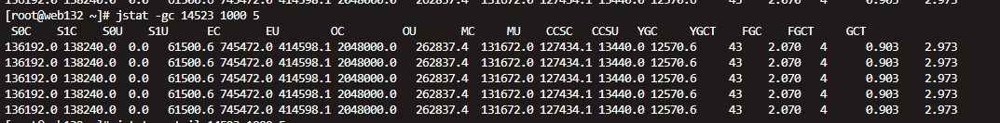 [root@web132 ~]# jstat -gc 14523 1000 5
S0C S1C S0U S1U EC EU OC OU MC MU CCSC CCSU YGC YGCT FGC FGCT GCT
136192.0 138240.0 0.0 61500.6 745472.0 414598.1 2048000.0 262837.4 131672.0 127434.1 13440.0 12570.6 43 2.070 4 0.903 2.973
136192.0 138240.0 0.0 61500.6 745472.0 414598.1 2048000.0 262837.4 131672.0 127434.1 13440.0 12570.6 43 2.070 4 0.903 2.973
136192.0 138240.0 0.0 61500.6 745472.0 414598.1 2048000.0 262837.4 131672.0 127434.1 13440.0 12570.6 43 2.070 4 0.903 2.973
136192.0 138240.0 0.0 61500.6 745472.0 414598.1 2048000.0 262837.4 131672.0 127434.1 13440.0 12570.6 43 2.070 4 0.903 2.973
136192.0 138240.0 0.0 61500.6 745472.0 414598.1 2048000.0 262837.4 131672.0 127434.1 13440.0 12570.6 43 2.070 4 0.903 2.973